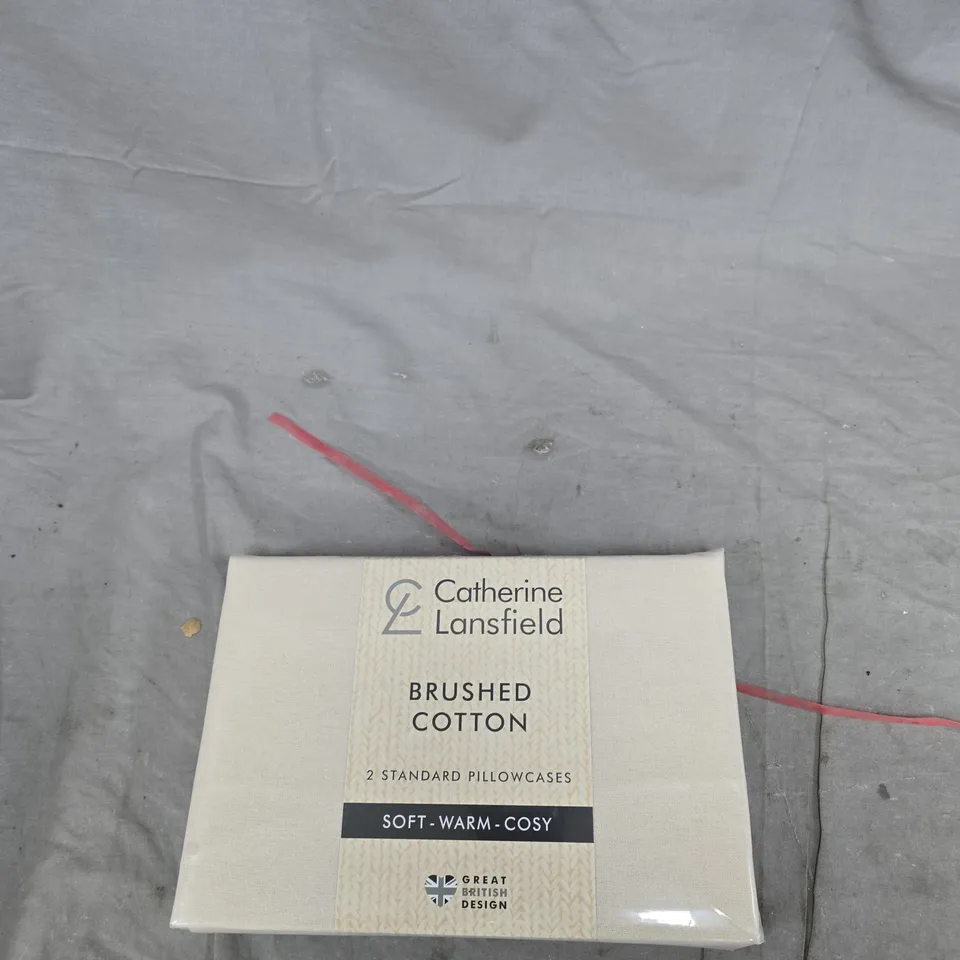 Catherine
Lansfield
BRUSHED
COTTON
2 STANDARD PILLOWCASES
SOFT - WARM - COSY
GREAT
BRITISH
DESIGN